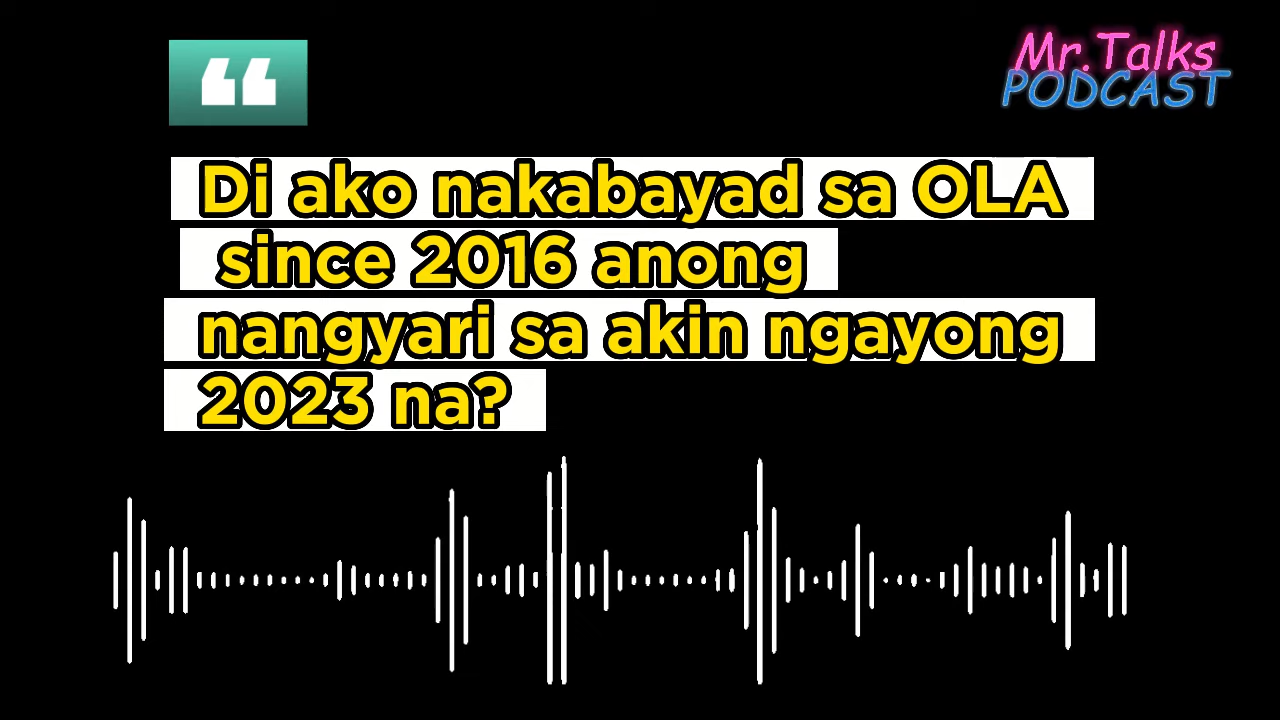 Mr.Talks
PODCAST
Di ako nakabayad sa OLA
since 2016 anong
nangyari sa akin ngayong
2023 na?